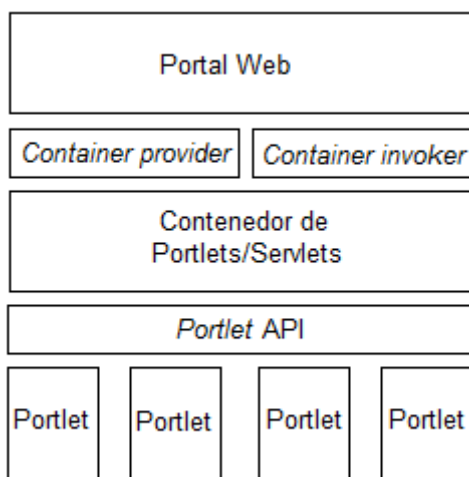 Portal Web
Container provider
Container invoker
Contenedor de
Portlets/Servlets
Portlet API
Portlet
Portlet
Portlet
Portlet